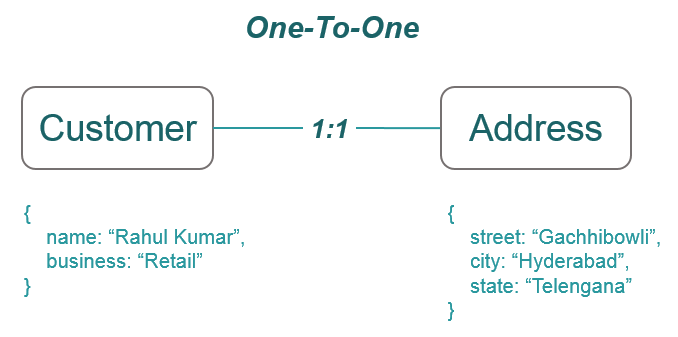 One-To-One
Customer
1:1
Address
{
name: “Rahul Kumar”,
business: “Retail”
}
{
street: “Gachhibowli”,
city: “Hyderabad”,
state: “Telengana”
}